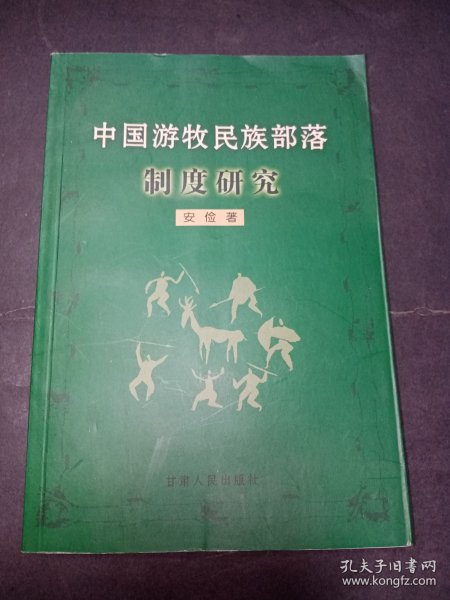 中国游牧民族部落
制度研究
安俭著
甘肃人民出版社
孔夫子旧书网
www.kongfz.com